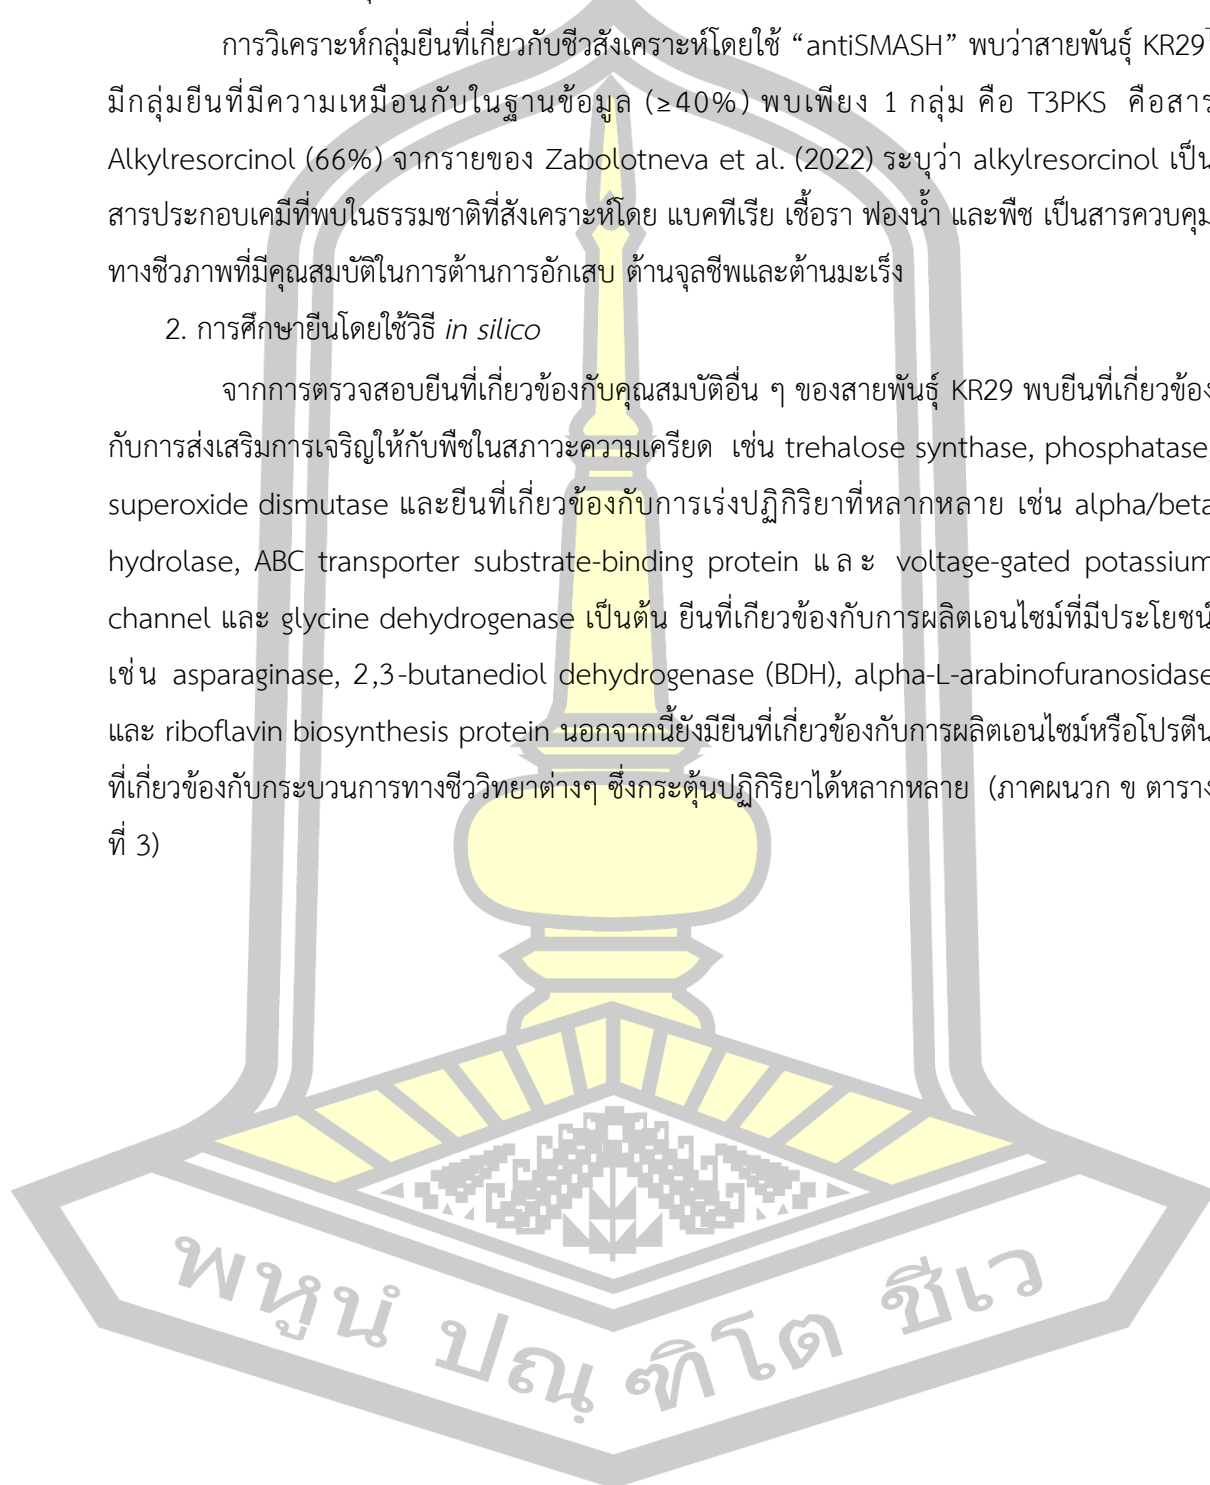 การวิเคราะห์กลุ่มยีนที่เกี่ยวกับชีวสังเคราะห์โดยใช้ “antiSMASH” พบว่าสายพันธุ์ KR29
มีกลุ่มยีนที่มีความเหมือนกับในฐานข้อมูล (≥40%) พบเพียง 1 กลุ่ม คือ T3PKS คือสาร
Alkylresorcinol (66%) จากรายของ Zabolotneva et al. (2022) ระบุว่า alkylresorcinol เป็น
สารประกอบเคมีที่พบในธรรมชาติที่สังเคราะห์โดย แบคทีเรีย เชื้อรา ฟองน้ำ และพืช เป็นสารควบคุม
ทางชีวภาพที่มีคุณสมบัติในการต้านการอักเสบ ต้านจุลชีพและต้านมะเร็ง
2. การศึกษายีนโดยใช้วิธี in silico
จากการตรวจสอบยีนที่เกี่ยวข้องกับคุณสมบัติอื่น ๆ ของสายพันธุ์ KR29 พบยีนที่เกี่ยวข้อง
กับการส่งเสริมการเจริญให้กับพืชในสภาวะความเครียด เช่น trehalose synthase, phosphatase,
superoxide dismutase และยีนที่เกี่ยวข้องกับการเร่งปฏิกิริยาที่หลากหลาย เช่น alpha/beta
hydrolase, ABC transporter substrate-binding protein และ voltage-gated potassium
channel และ glycine dehydrogenase เป็นต้น ยีนที่เกียวข้องกับการผลิตเอนไซม์ที่มีประโยชน์
เช่น asparaginase, 2,3-butanediol dehydrogenase (BDH), alpha-L-arabinofuranosidase
และ riboflavin biosynthesis protein นอกจากนี้ยังมียีนที่เกี่ยวข้องกับการผลิตเอนไซม์หรือโปรตีน
ที่เกี่ยวข้องกับกระบวนการทางชีววิทยาต่างๆ ซึ่งกระตุ้นปฏิกิริยาได้หลากหลาย (ภาคผนวก ข ตาราง
ที่ 3)
พหูนํ ปณฺฑิโต ชีเว